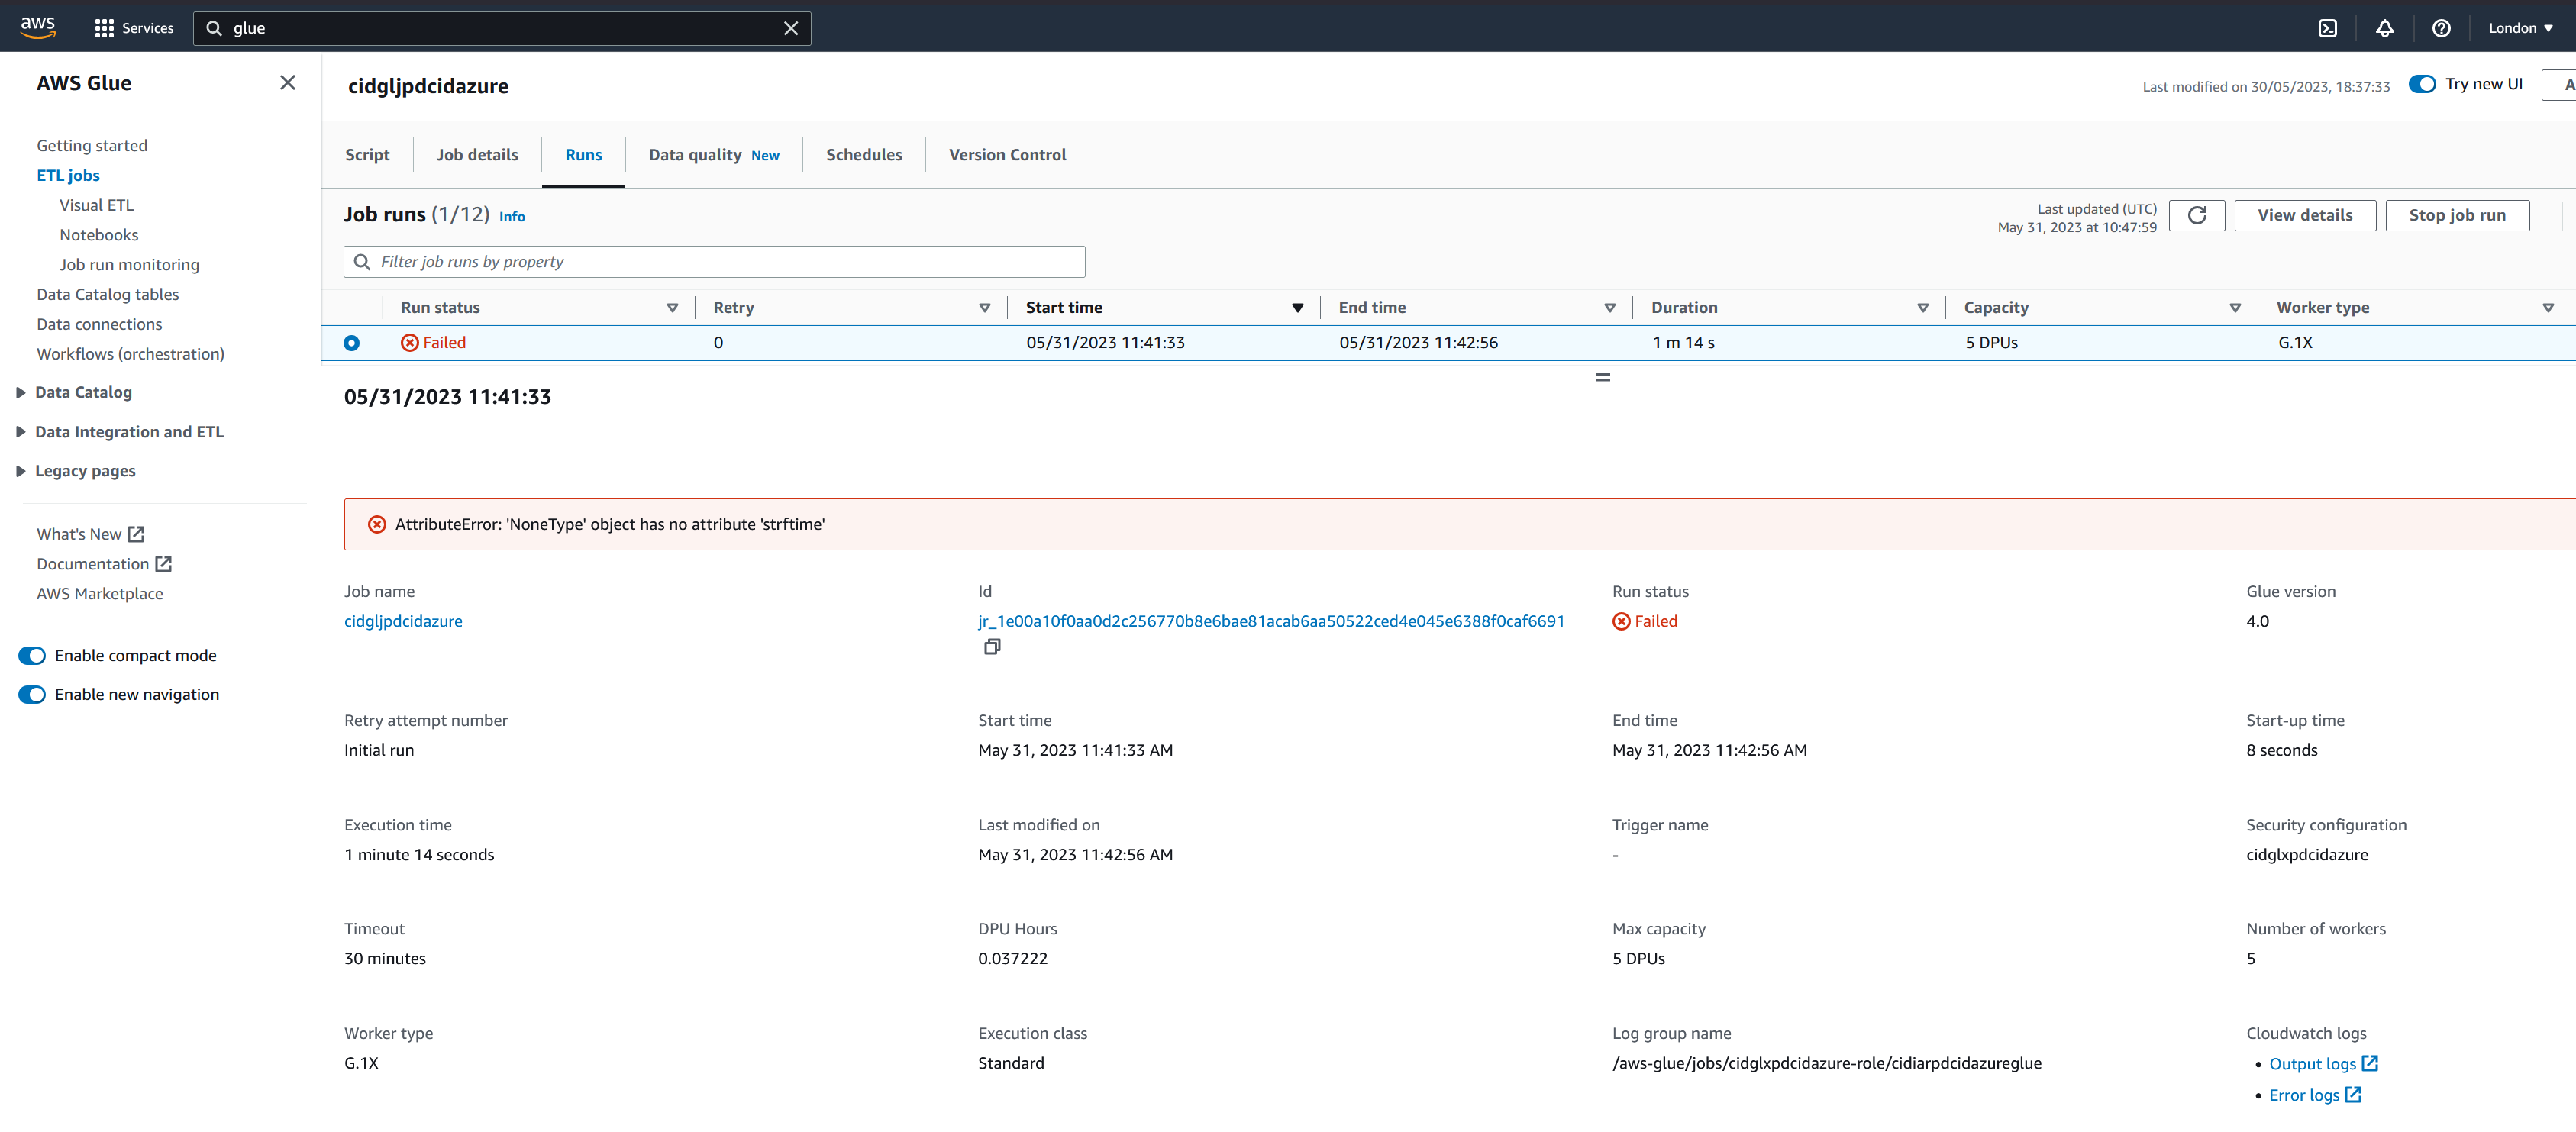 aws
Services
glue
London
AWS Glue
Getting started
ETL jobs
Visual ETL
Notebooks
Job run monitoring
Data Catalog tables
Data connections
Workflows (orchestration)
Data Catalog
Data Integration and ETL
Legacy pages
What's New
Documentation
AWS Marketplace
Enable compact mode
Enable new navigation
cidgljpdcidazure
Last modified on 30/05/2023, 18:37:33
Try new UI
A
Script
Job details
Runs
Data quality New
Schedules
Version Control
Job runs (1/12) Info
Last updated (UTC)
May 31, 2023 at 10:47:59
View details
Stop job run
Filter job runs by property
Run status Retry Start time End time Duration Capacity Worker type
Failed 0 05/31/2023 11:41:33 05/31/2023 11:42:56 1 m 14 s 5 DPUs G.1X
05/31/2023 11:41:33
AttributeError: 'NoneType' object has no attribute 'strftime'
Job name
cidgljpdcidazure
Id
jr_1e00a10f0aa0d2c256770b8e6bae81acab6aa50522ced4e045e6388f0caf6691
Run status
Failed
Glue version
4.0
Retry attempt number
Initial run
Start time
May 31, 2023 11:41:33 AM
End time
May 31, 2023 11:42:56 AM
Start-up time
8 seconds
Execution time
1 minute 14 seconds
Last modified on
May 31, 2023 11:42:56 AM
Trigger name
-
Security configuration
cidglxpdcidazure
Timeout
30 minutes
DPU Hours
0.037222
Max capacity
5 DPUs
Number of workers
5
Worker type
G.1X
Execution class
Standard
Log group name
/aws-glue/jobs/cidglxpdcidazure-role/cidiarpdcidazureglue
Cloudwatch logs
• Output logs
• Error logs